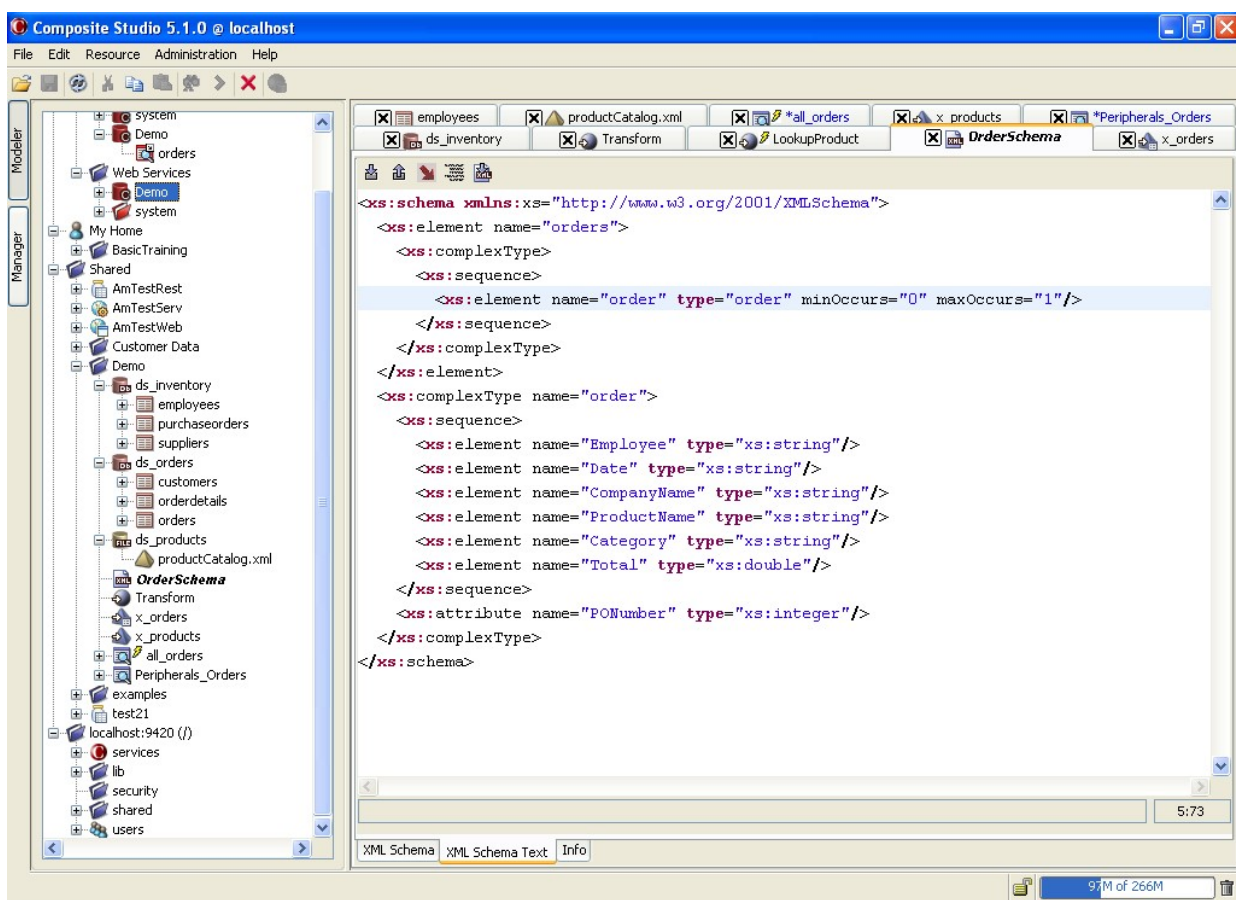 Composite Studio 5.1.0 @ localhost
File Edit Resource Administration Help
Modeler
Manager
system
Demo
orders
Web Services
Demo
system
My Home
BasicTraining
Shared
AmTestRest
AmTestServ
AmTestWeb
Customer Data
Demo
ds_inventory
employees
purchaseorders
suppliers
ds_orders
customers
orderdetails
orders
ds_products
productCatalog.xml
OrderSchema
Transform
x_orders
x_products
all_orders
Peripherals_Orders
examples
test21
localhost:9420 (/)
services
lib
security
shared
users
employees productCatalog.xml *all_orders x_products *Peripherals_Orders
ds_inventory Transform LookupProduct OrderSchema x_orders
<xs:schema xmlns:xs="http://www.w3.org/2001/XMLSchema">
<xs:element name="orders">
<xs:complexType>
<xs:sequence>
<xs:element name="order" type="order" minOccurs="0" maxOccurs="1"/>
</xs:sequence>
</xs:complexType>
</xs:element>
<xs:complexType name="order">
<xs:sequence>
<xs:element name="Employee" type="xs:string"/>
<xs:element name="Date" type="xs:string"/>
<xs:element name="CompanyName" type="xs:string"/>
<xs:element name="ProductName" type="xs:string"/>
<xs:element name="Category" type="xs:string"/>
<xs:element name="Total" type="xs:double"/>
</xs:sequence>
<xs:attribute name="PONumber" type="xs:integer"/>
</xs:complexType>
</xs:schema>
5:73
XML Schema XML Schema Text Info
97M of 266M